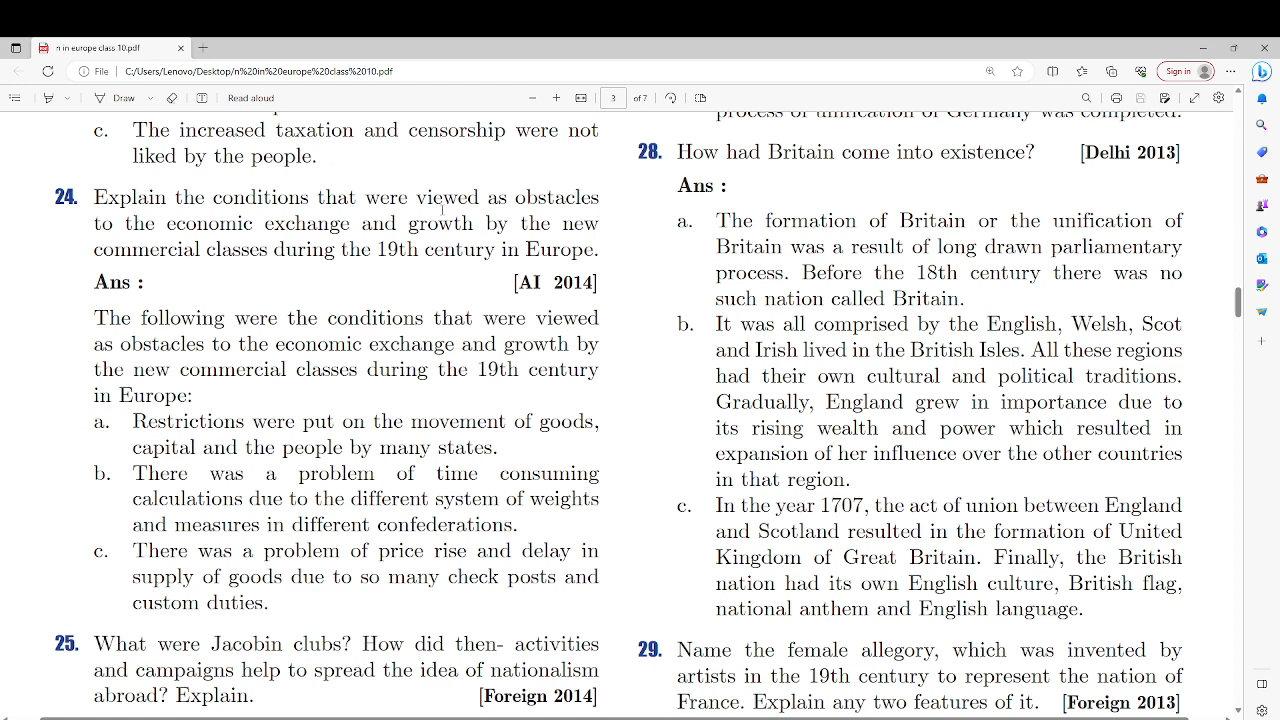 n in europe class 10.pdf
File C:/Users/Lenovo/Desktop/n%20in%20europe%20class%2010.pdf
Sign in
Draw
Read aloud
3 of 7
c. The increased taxation and censorship were not
liked by the people.
24. Explain the conditions that were viewed as obstacles
to the economic exchange and growth by the new
commercial classes during the 19th century in Europe.
Ans : [AI 2014]
The following were the conditions that were viewed
as obstacles to the economic exchange and growth by
the new commercial classes during the 19th century
in Europe:
a. Restrictions were put on the movement of goods,
capital and the people by many states.
b. There was a problem of time consuming
calculations due to the different system of weights
and measures in different confederations.
c. There was a problem of price rise and delay in
supply of goods due to so many check posts and
custom duties.
25. What were Jacobin clubs? How did then- activities
and campaigns help to spread the idea of nationalism
abroad? Explain. [Foreign 2014]
process of unification of Germany was completed.
28. How had Britain come into existence? [Delhi 2013]
Ans :
a. The formation of Britain or the unification of
Britain was a result of long drawn parliamentary
process. Before the 18th century there was no
such nation called Britain.
b. It was all comprised by the English, Welsh, Scot
and Irish lived in the British Isles. All these regions
had their own cultural and political traditions.
Gradually, England grew in importance due to
its rising wealth and power which resulted in
expansion of her influence over the other countries
in that region.
c. In the year 1707, the act of union between England
and Scotland resulted in the formation of United
Kingdom of Great Britain. Finally, the British
nation had its own English culture, British flag,
national anthem and English language.
29. Name the female allegory, which was invented by
artists in the 19th century to represent the nation of
France. Explain any two features of it. [Foreign 2013]